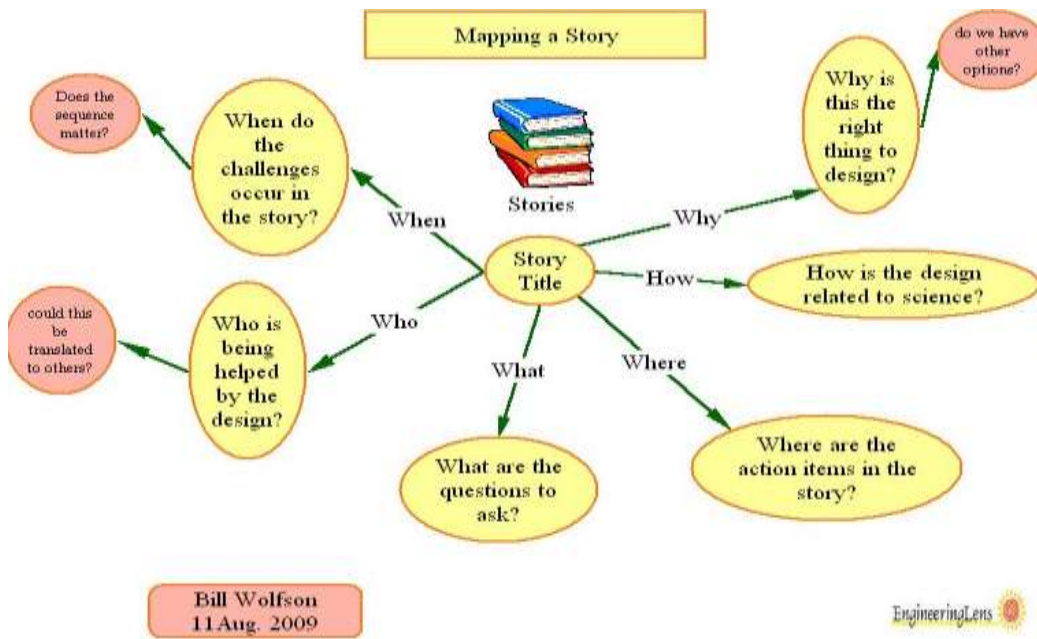 Mapping a Story
do we have
other
options?
Why is
this the
right
thing to
design?
Does the
sequence
matter?
When do
the
challenges
occur in
the story?
Stories
When
Why
Story
Title
How
How is the design
related to science?
could this
be
translated
to others?
Who is
being
helped
by the
design?
Who
What
Where
What are the
questions to
ask?
Where are the
action items in the
story?
Bill Wolfson
11Aug. 2009
EngineeringLens